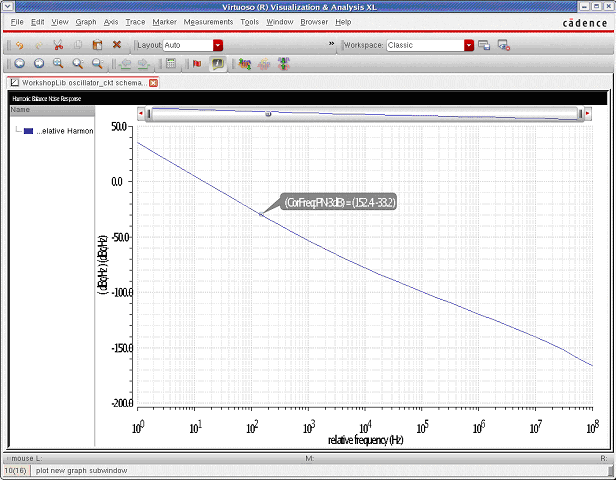 Virtuoso (R) Visualization & Analysis XL
File Edit View Graph Axis Trace Marker Measurements Tools Window Browser Help
cādence
Layout: Auto
» Workspace: Classic
WorkshopLib oscillator_ckt schema...
Harmonic Balance Noise Response
Name
...elative Harmon
(CorFreq:PN-3dB) = (152.4 -33.2)
(dBc/Hz) (dBc/Hz)
50.0
0.0
-50.0
-100.0
-150.0
-200.0
10^0 10^1 10^2 10^3 10^4 10^5 10^6 10^7 10^8
relative frequency (Hz)
mouse L: M: R:
10(16) plot new graph subwindow